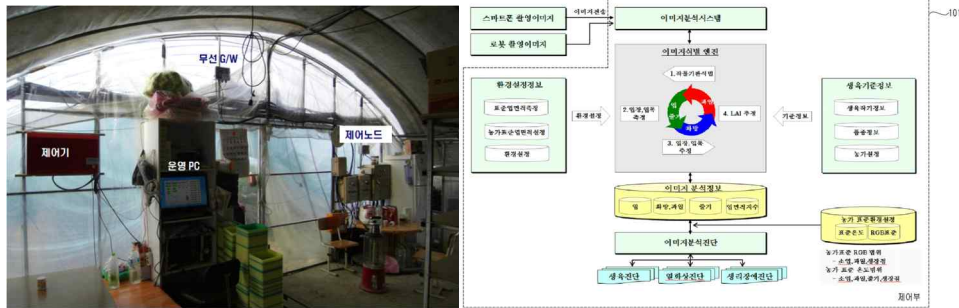 무선 G/W
제어기
운영 PC
제어노드
스마트폰 촬영이미지
로봇 촬영이미지
이미지전송
이미지분석시스템
10
이미지식별 엔진
1.작물기관식별
2.엽장,엽폭
측정
잎
줄기
화방
4. LAI 추정
3. 엽장,엽폭
추정
환경설정정보
표준엽면적측정
농가표준엽면적설정
환경설정
환경설정
기준정보
생육기준정보
생육자기정보
품종정보
농가설정
이미지 분석정보
잎
화방,과일
줄기
엽면적지수
이미지분석진단
생육진단
열화상진단
생리장애진단
농가 표준환경설정
표준온도
RGB표준
농가표준 RGB 범위
- 소엽,과일,생장점
농가 표준 온도범위
- 소엽,과일,줄기,생장점
제어부